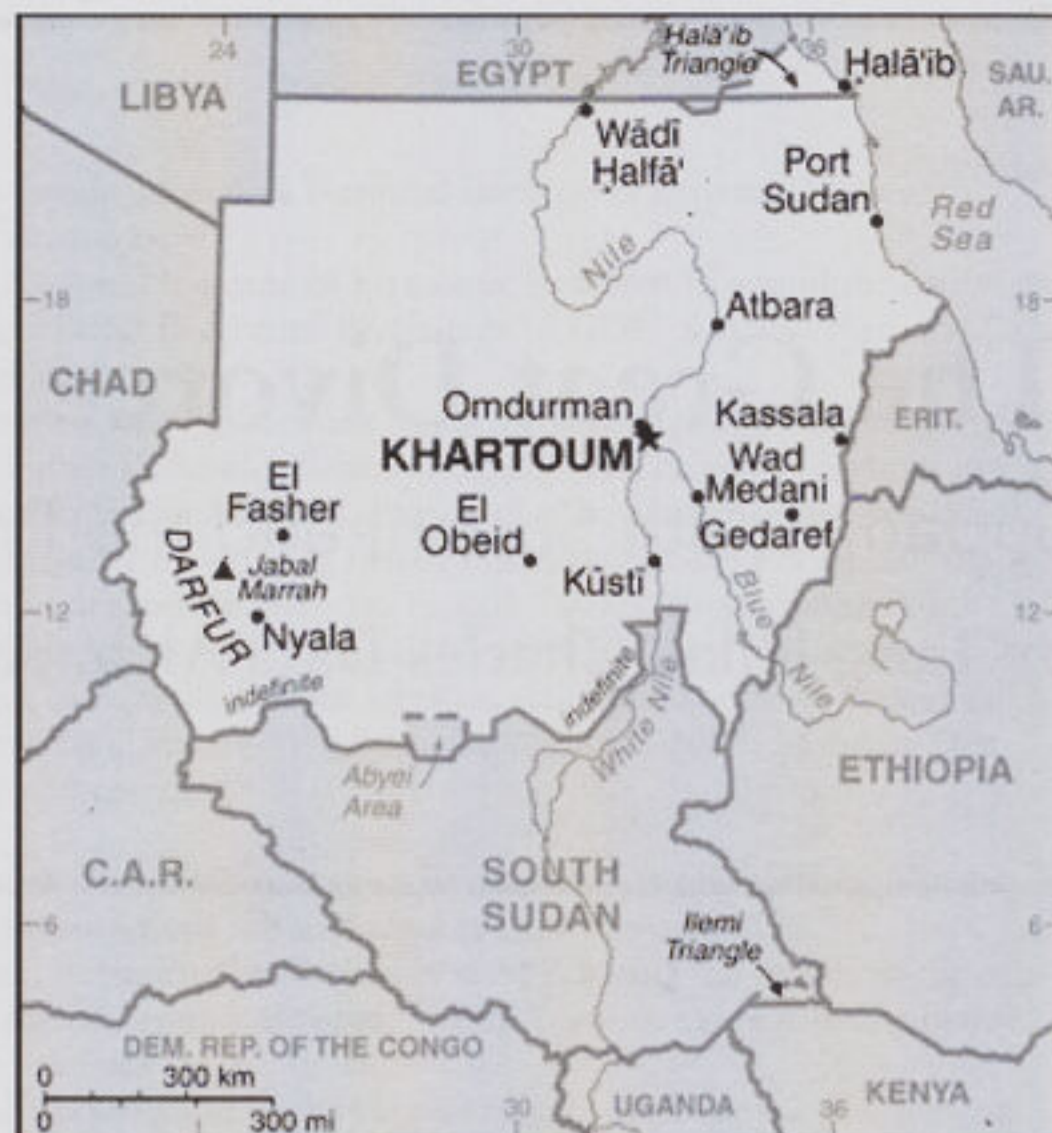 24
30
36
Halā'ib
Triangle
Halā'ib
SAU.
AR.
LIBYA
EGYPT
Wādī
Ḥalfā'
Port
Sudan
Red
Sea
Nile
18
18
Atbara
CHAD
Omdurman
KHARTOUM
Kassala
ERIT.
Wad
Medani
El
Fasher
El
Obeid
Gedaref
DARFUR
Jabal
Marrah
Kūstī
Blue
Nile
12
12
Nyala
indefinite
indefinite
White Nile
Abyei
Area
ETHIOPIA
C.A.R.
SOUTH
SUDAN
6
6
Ilemi
Triangle
DEM. REP. OF THE CONGO
0
300 km
0
300 mi
30
UGANDA
36
KENYA